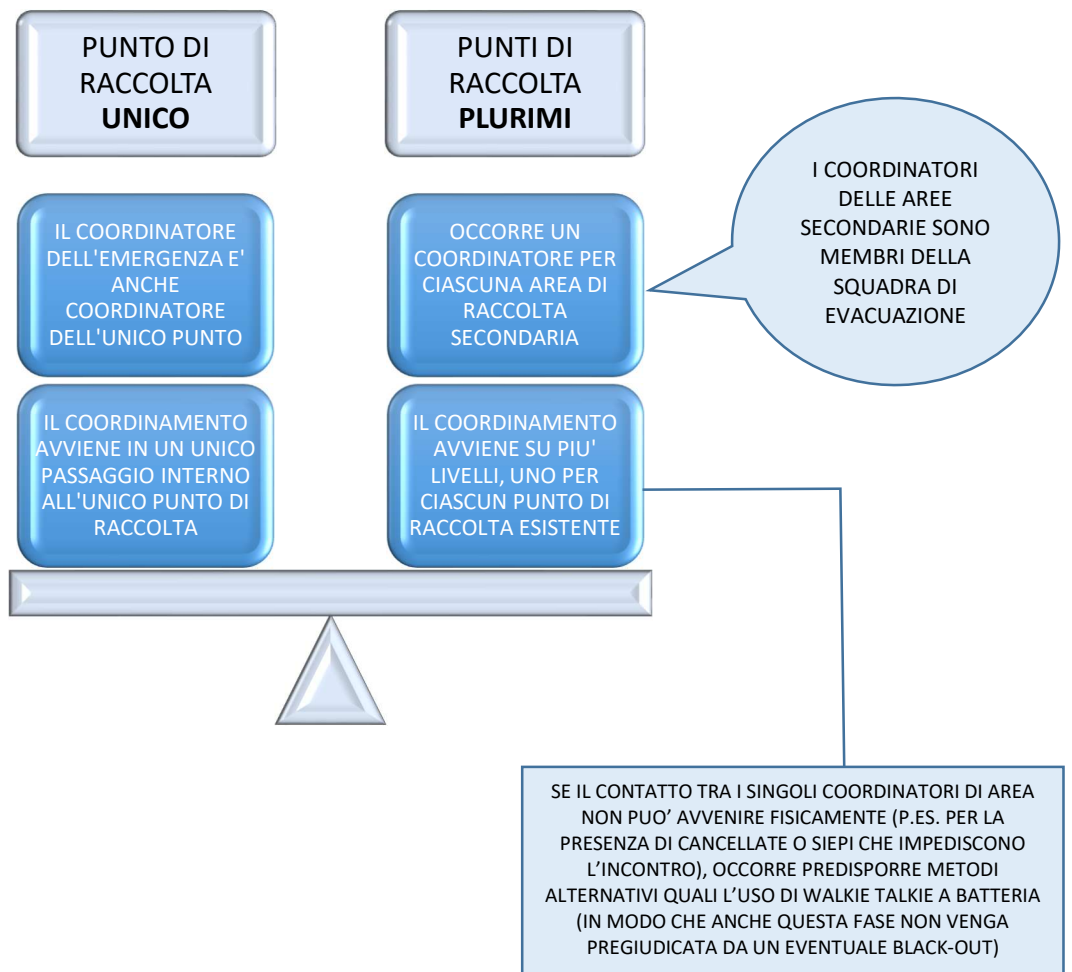 PUNTO DI
RACCOLTA
UNICO
PUNTI DI
RACCOLTA
PLURIMI
IL COORDINATORE
DELL'EMERGENZA E'
ANCHE
COORDINATORE
DELL'UNICO PUNTO
OCCORRE UN
COORDINATORE PER
CIASCUNA AREA DI
RACCOLTA
SECONDARIA
I COORDINATORI
DELLE AREE
SECONDARIE SONO
MEMBRI DELLA
SQUADRA DI
EVACUAZIONE
IL COORDINAMENTO
AVVIENE IN UN UNICO
PASSAGGIO INTERNO
ALL'UNICO PUNTO DI
RACCOLTA
IL COORDINAMENTO
AVVIENE SU PIU'
LIVELLI, UNO PER
CIASCUN PUNTO DI
RACCOLTA ESISTENTE
SE IL CONTATTO TRA I SINGOLI COORDINATORI DI AREA
NON PUO’ AVVENIRE FISICAMENTE (P.ES. PER LA
PRESENZA DI CANCELLATE O SIEPI CHE IMPEDISCONO
L’INCONTRO), OCCORRE PREDISPORRE METODI
ALTERNATIVI QUALI L’USO DI WALKIE TALKIE A BATTERIA
(IN MODO CHE ANCHE QUESTA FASE NON VENGA
PREGIUDICATA DA UN EVENTUALE BLACK-OUT)